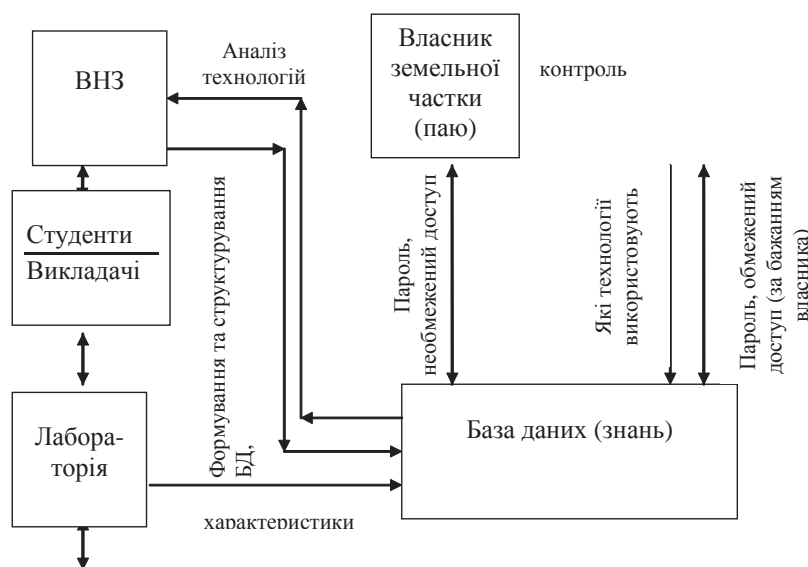 ВНЗ
Аналіз
технологій
Власник
земельної
частки
(паю)
контроль
Студенти
Викладачі
Формування та структурування
БД,
Пароль,
необмежений доступ
Які технології
використовують
Пароль, обмежений
доступ (за бажанням
власника)
Лабора-
торія
База даних (знань)
характеристики